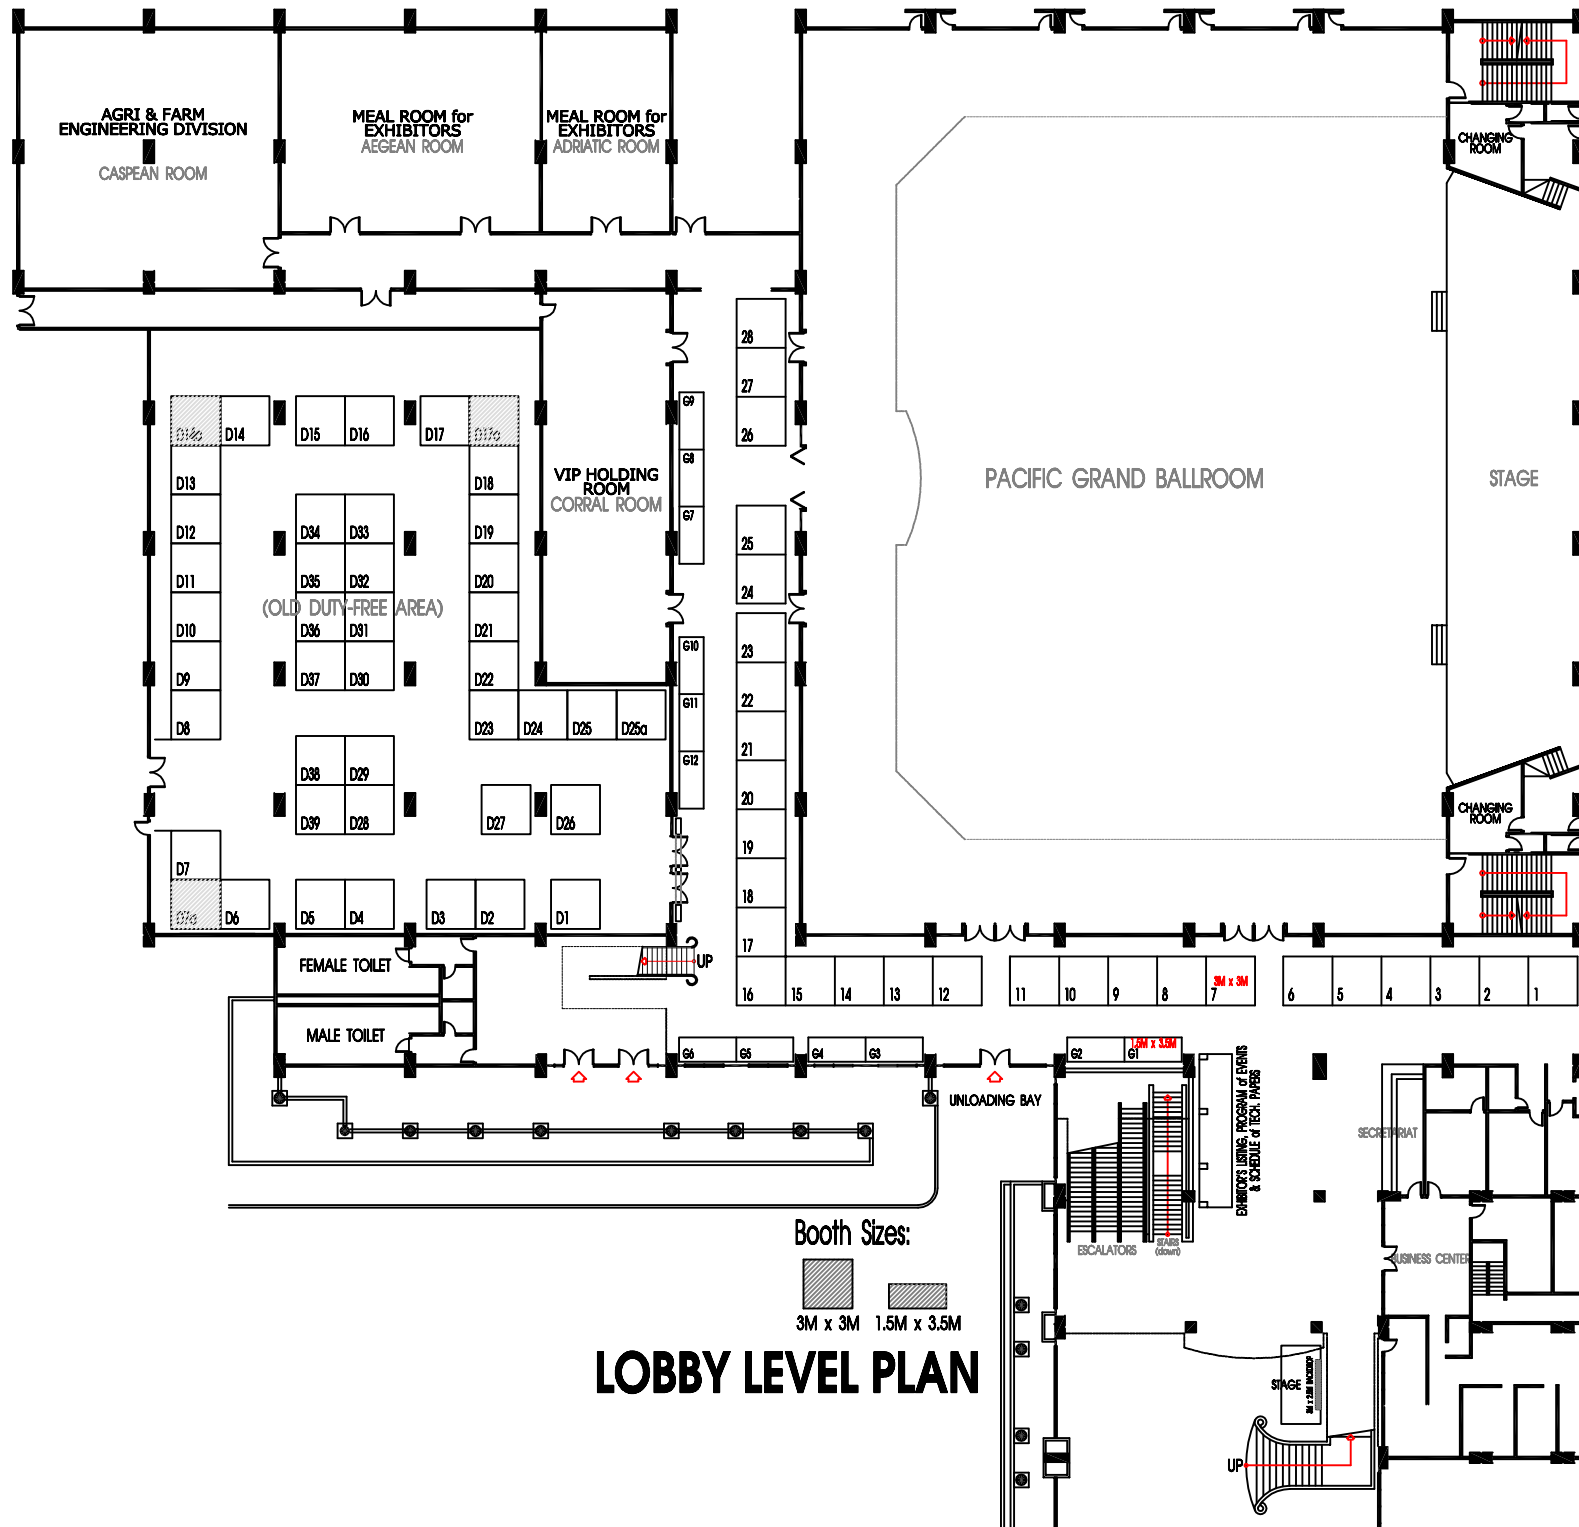 AGRI & FARM
ENGINEERING DIVISION
CASPEAN ROOM
MEAL ROOM for
EXHIBITORS
AEGEAN ROOM
MEAL ROOM for
EXHIBITORS
ADRIATIC ROOM
CHANGING
ROOM
28
27
26
25
24
23
22
21
20
19
18
17
G9
G8
G7
G10
G11
G12
VIP HOLDING
ROOM
CORRAL ROOM
PACIFIC GRAND BALLROOM
STAGE
D14a
D14
D15
D16
D17
D17a
D13
D18
D12
D34
D33
D19
D11
D35
D32
D20
(OLD DUTY-FREE AREA)
D10
D36
D31
D21
D9
D37
D30
D22
D8
D23
D24
D25
D25a
D38
D29
D39
D28
D27
D26
D7
D7a
D6
D5
D4
D3
D2
D1
CHANGING
ROOM
FEMALE TOILET
MALE TOILET
UP
16
15
14
13
12
11
10
9
8
7
3M x 3M
6
5
4
3
2
1
G6
G5
G4
G3
G2
G1
1.5M x 3.5M
UNLOADING BAY
EXHIBITOR'S LISTING, PROGRAM of EVENTS
& SCHEDULE of TECH. PAPERS
SECRETARIAT
ESCALATORS
STAIRS
(down)
BUSINESS CENTER
Booth Sizes:
3M x 3M
1.5M x 3.5M
LOBBY LEVEL PLAN
STAGE
UP